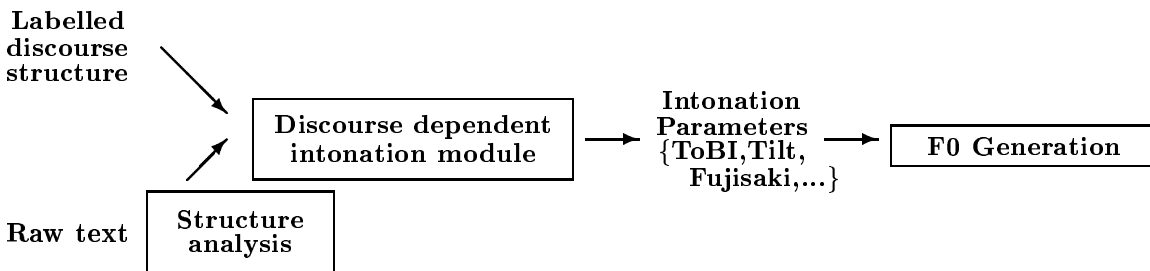 Labelled
discourse
structure
Discourse dependent
intonation module
Intonation
Parameters
{ToBI,Tilt,
Fujisaki,...}
F0 Generation
Raw text
Structure
analysis